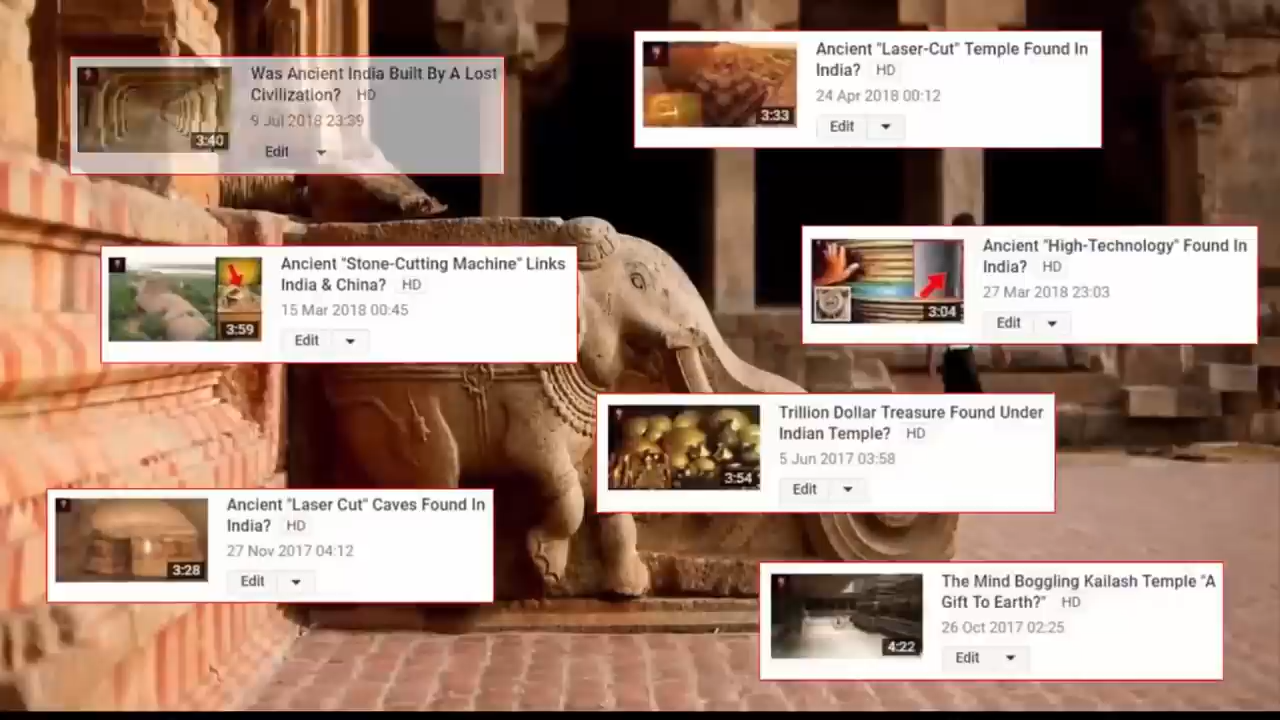 Was Ancient India Built By A Lost
Civilization? HD
9 Jul 2018 23:39
3:40
Edit
Ancient "Laser-Cut" Temple Found In
India? HD
24 Apr 2018 00:12
3:33
Edit
Ancient "Stone-Cutting Machine" Links
India & China? HD
15 Mar 2018 00:45
3:59
Edit
Ancient "High-Technology" Found In
India? HD
27 Mar 2018 23:03
3:04
Edit
Trillion Dollar Treasure Found Under
Indian Temple? HD
5 Jun 2017 03:58
3:54
Edit
Ancient "Laser Cut" Caves Found In
India? HD
27 Nov 2017 04:12
3:28
Edit
The Mind Boggling Kailash Temple "A
Gift To Earth?" HD
26 Oct 2017 02:25
4:22
Edit